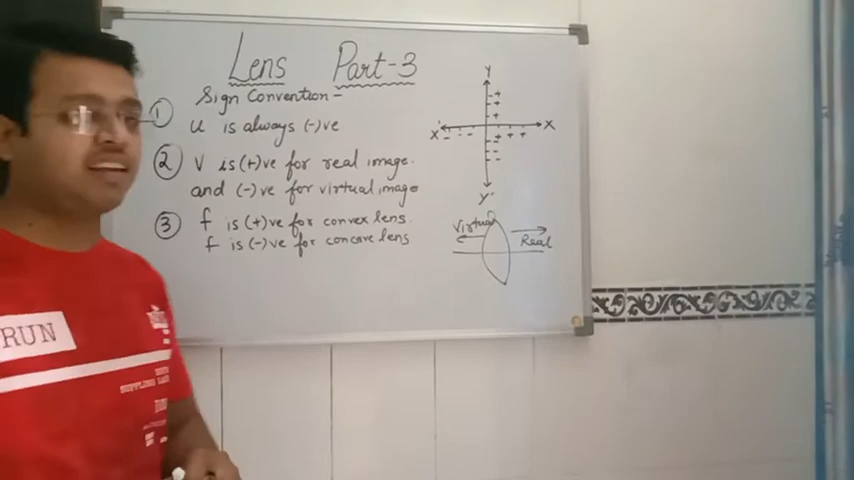 Lens Part-3
Sign Convention -
① u is always (-)ve
② V is (+)ve for real image.
and (-)ve for virtual image
③ f is (+)ve for convex lens.
f is (-)ve for concave lens
Y
+
+
+
X' - - - + + + X
-
-
-
Y'
Virtual
Real
RUN
SUPPLIES